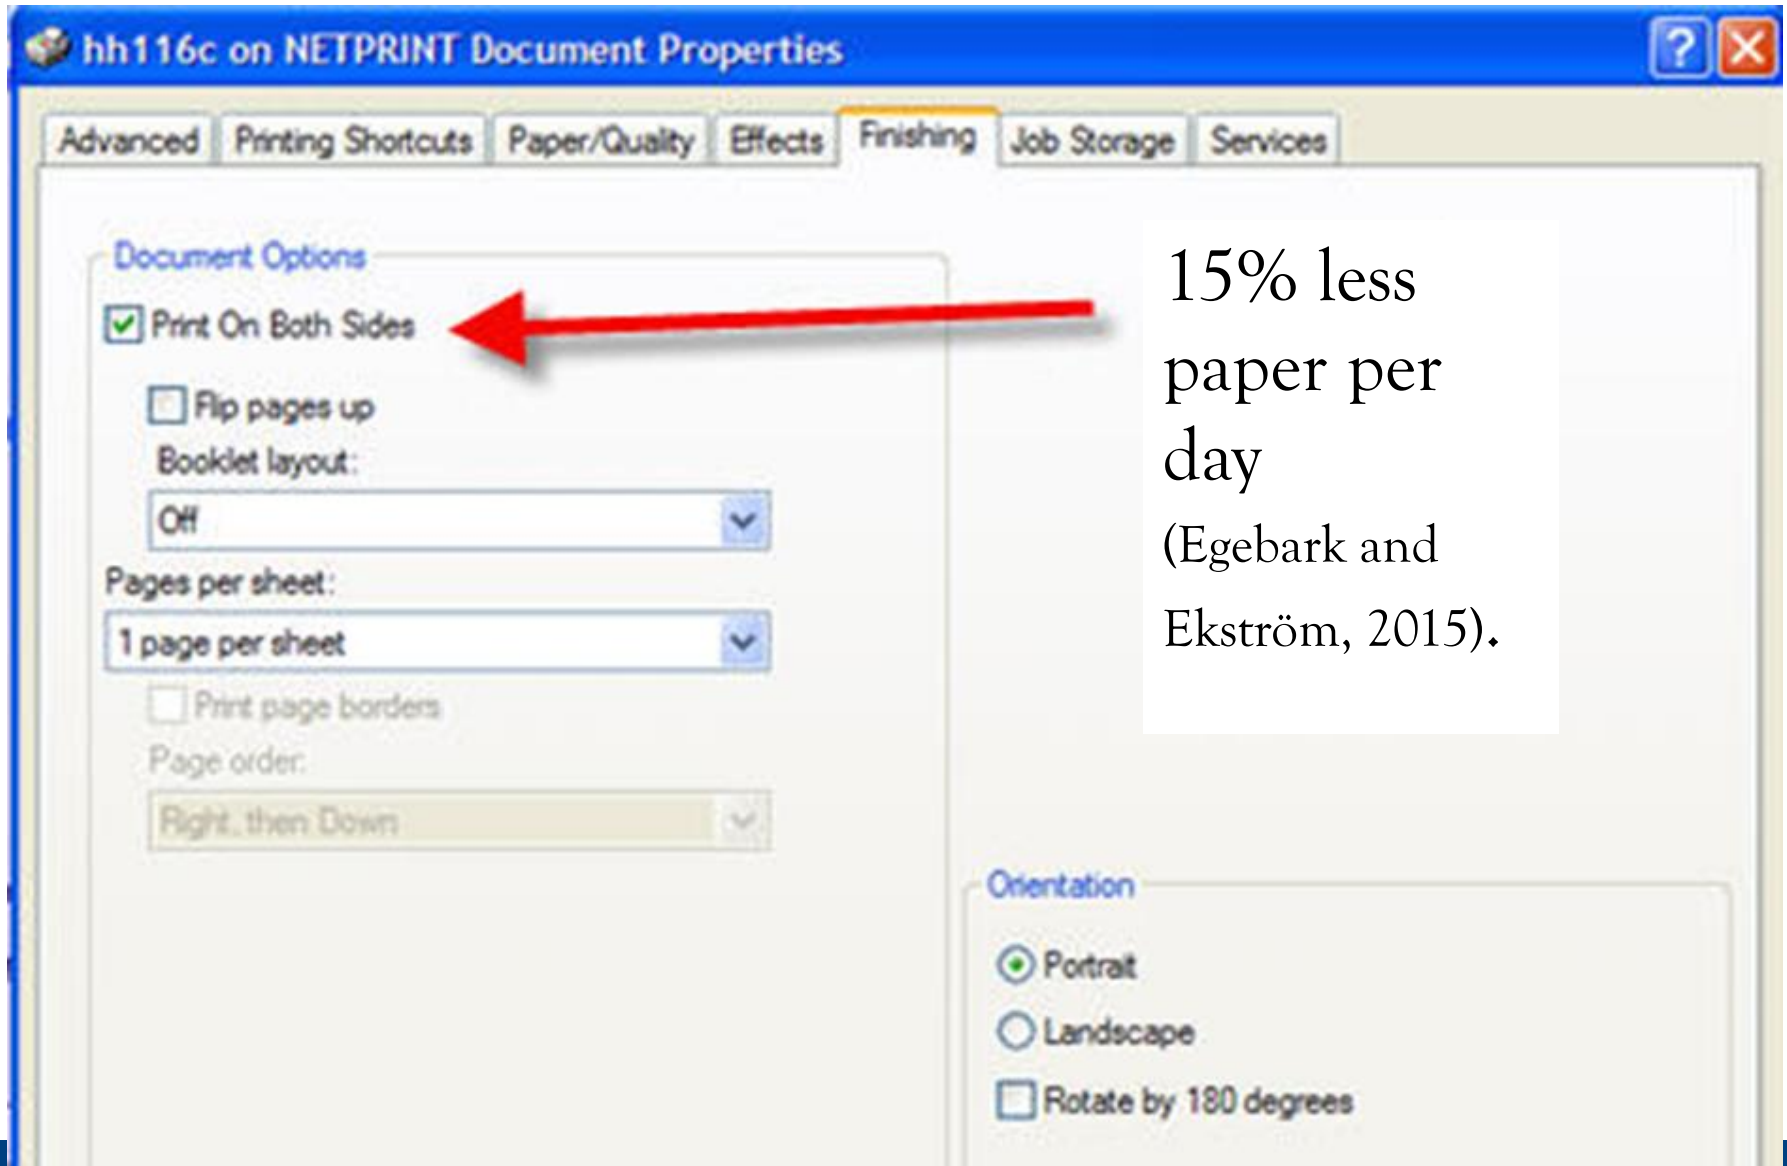 hh116c on NETPRINT Document Properties
Advanced Printing Shortcuts Paper/Quality Effects Finishing Job Storage Services
Document Options
Print On Both Sides
Flip pages up
Booklet layout:
Off
Pages per sheet:
1 page per sheet
Print page borders
Page order:
Right, then Down
15% less
paper per
day
(Egebark and
Ekström, 2015).
Orientation
Portrait
Landscape
Rotate by 180 degrees